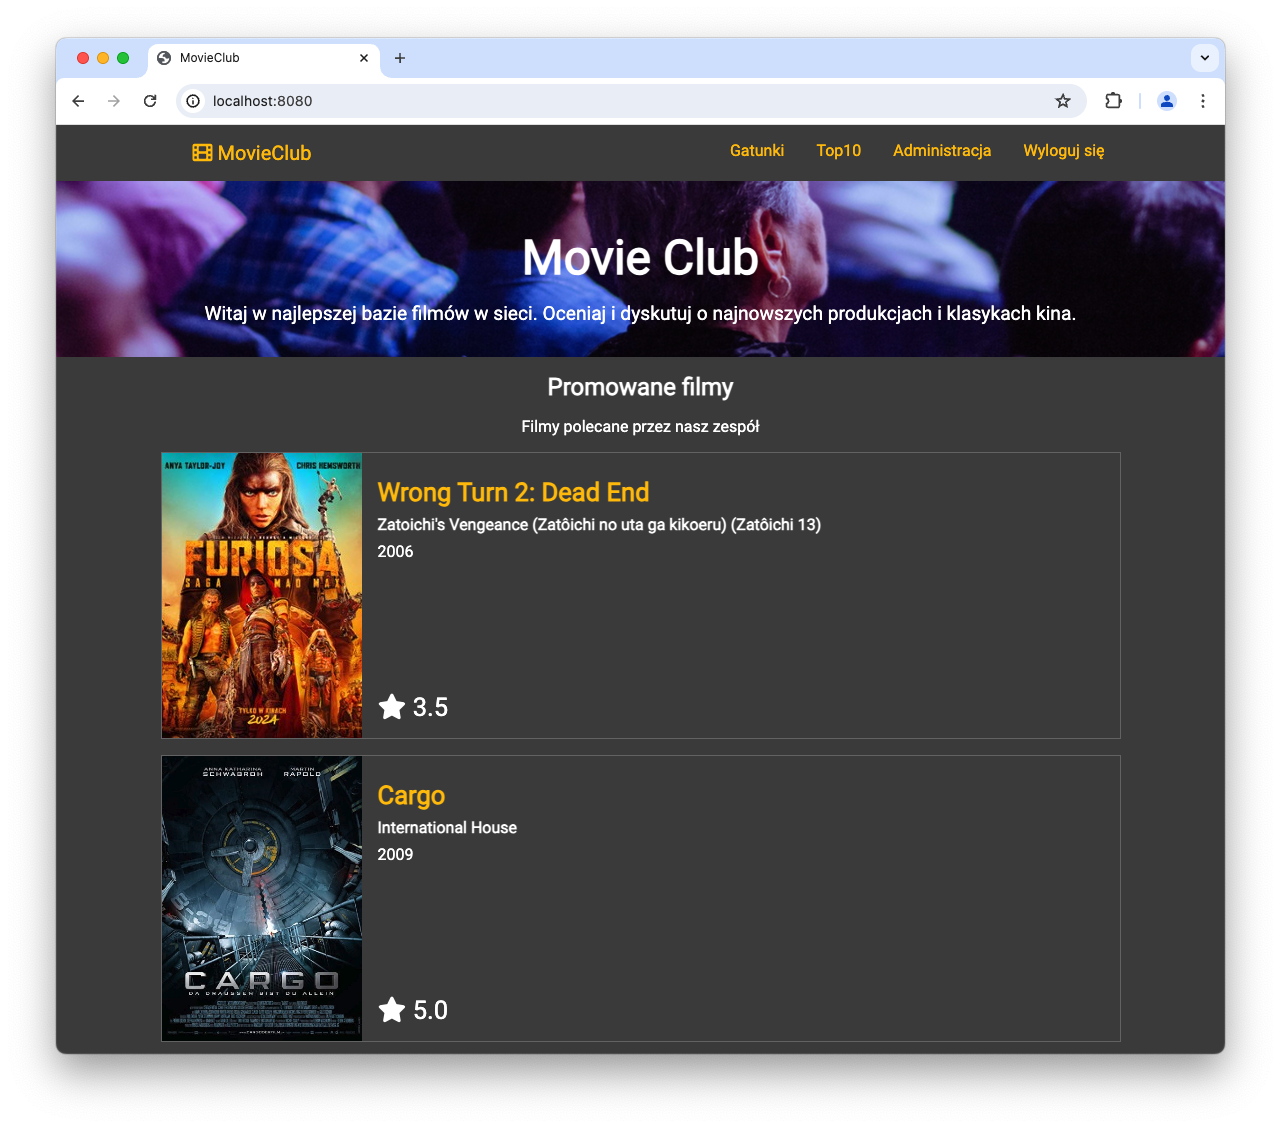 MovieClub
localhost:8080
MovieClub
Gatunki Top10 Administracja Wyloguj się
Movie Club
Witaj w najlepszej bazie filmów w sieci. Oceniaj i dyskutuj o najnowszych produkcjach i klasykach kina.
Promowane filmy
Filmy polecane przez nasz zespół
ANYA TAYLOR-JOY CHRIS HEMSWORTH
FURIOSA
SAGA MAD MAX
TYLKO W KINACH
2024
Wrong Turn 2: Dead End
Zatoichi's Vengeance (Zatôichi no uta ga kikoeru) (Zatôichi 13)
2006
3.5
ANNA KATHARINA MARTIN
SCHWABROH RAPOLD
CARGO
DA DRAUSSEN BIST DU ALLEIN
Cargo
International House
2009
5.0